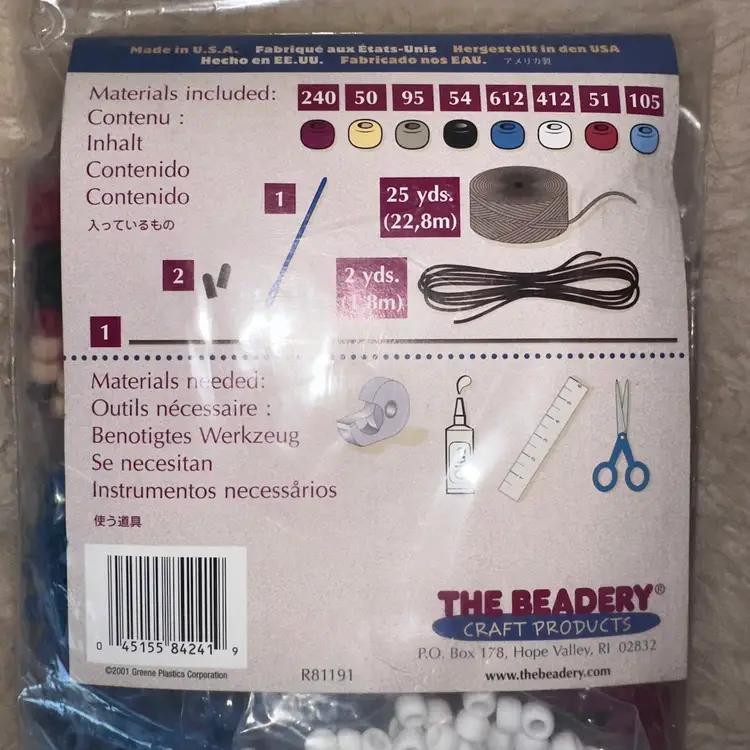 Made in U.S.A. Fabriqué aux États-Unis Hergestellt in den USA
Hecho en EE.UU. Fabricado nos EAU. アメリカ製
Materials included:
240 50 95 54 612 412 51 105
Contenu :
Inhalt
Contenido
Contenido
入っているもの
1
25 yds.
(22,8m)
2
2 yds.
(1,8m)
1
Materials needed:
Outils nécessaire :
Benotigtes Werkzeug
Se necesitan
Instrumentos necessårios
使う道具
0 45155 84241 9
©2001 Greene Plastics Corporation
R81191
THE BEADERY®
CRAFT PRODUCTS
P.O. Box 178, Hope Valley, RI 02832
www.thebeadery.com